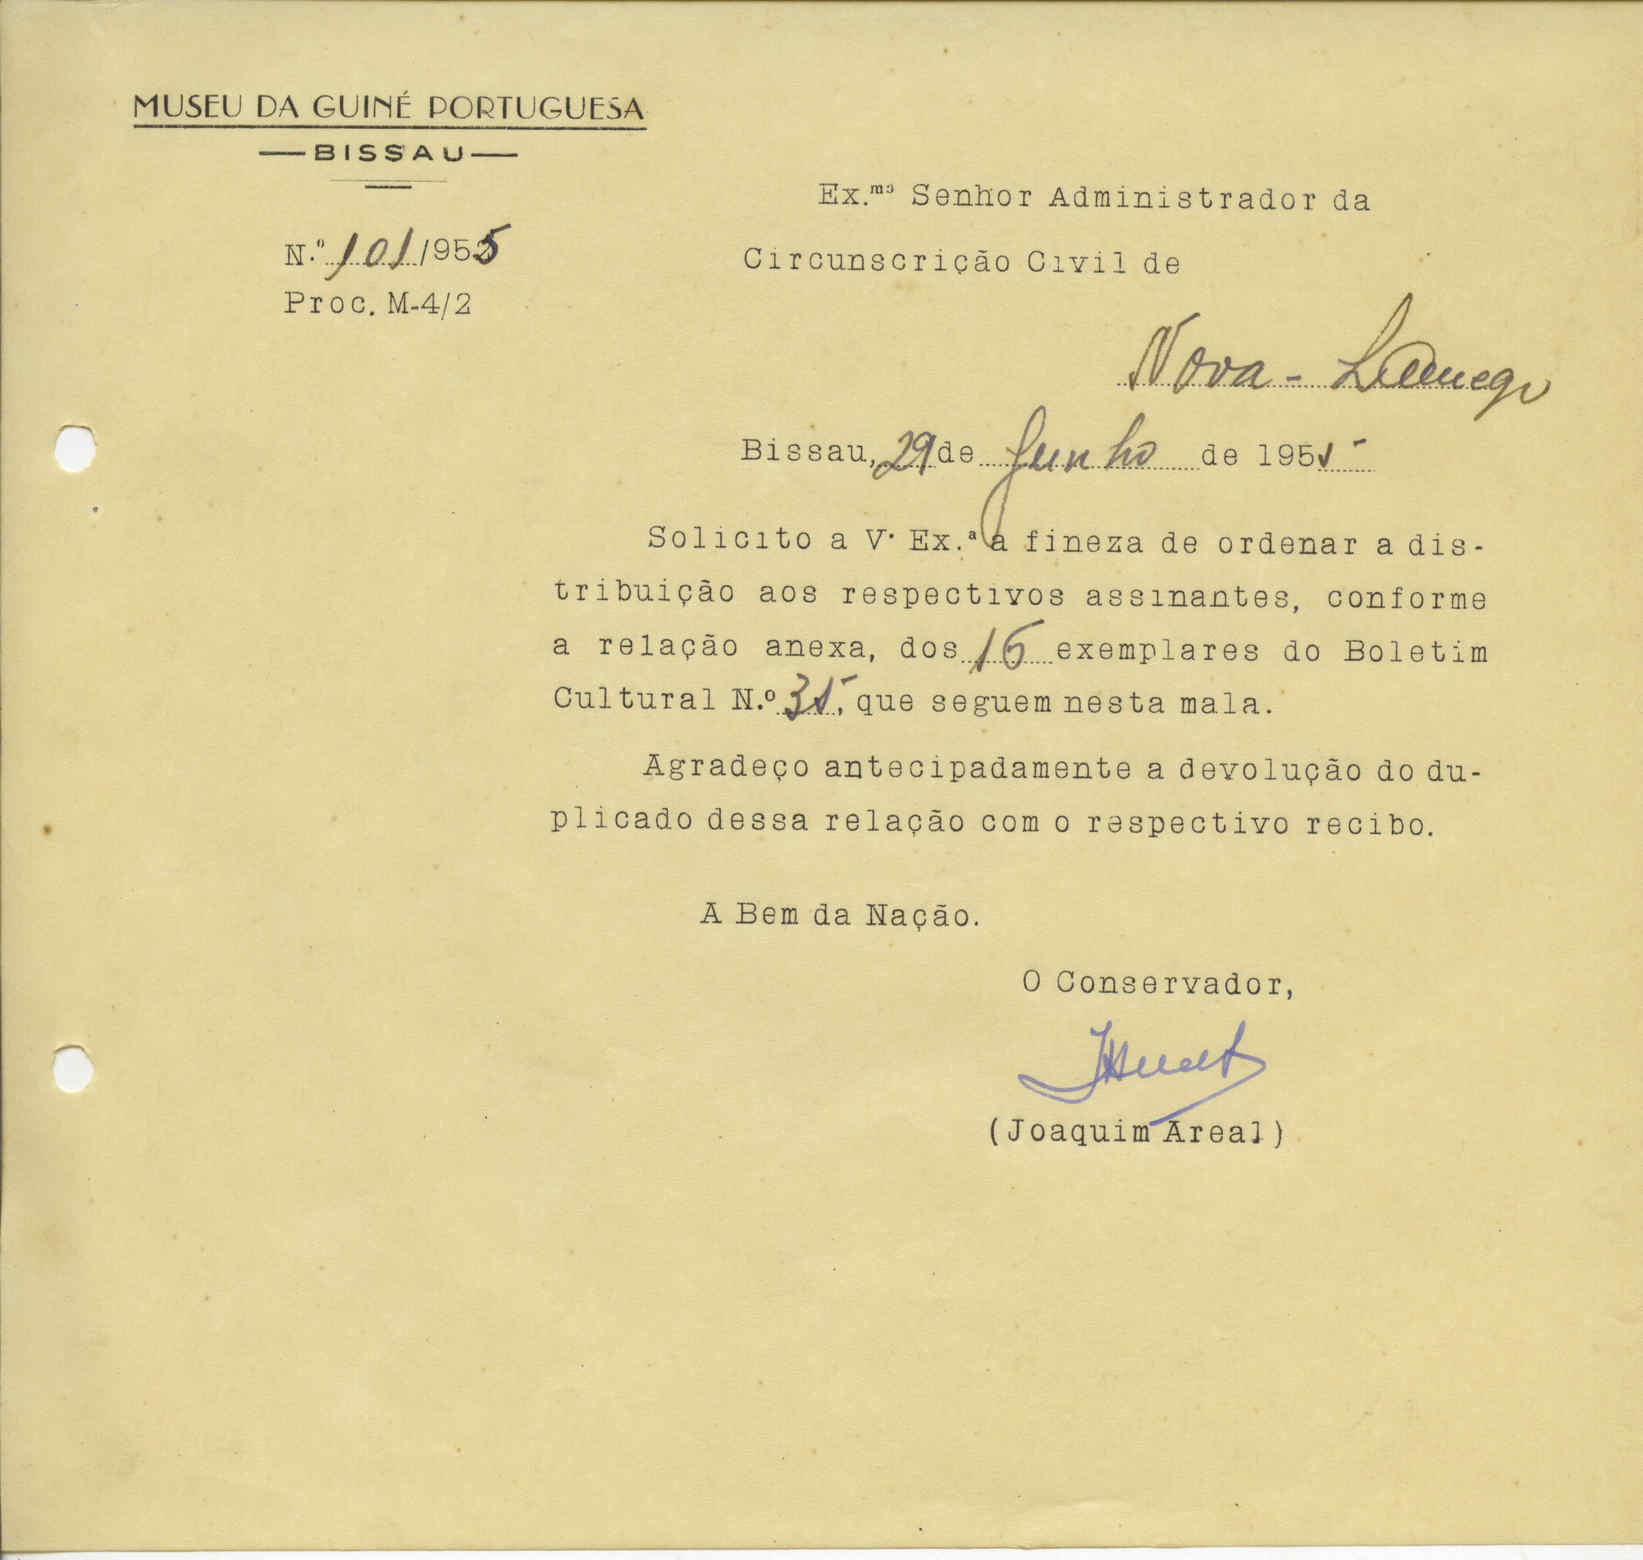 MUSEU DA GUINÉ PORTUGUESA
BISSAU
N.º 101/1955
Proc. M-4/2
Ex.mo Senhor Administrador da
Circunscrição Civil de
Nova-Lamego
Bissau, 29 de Junho de 1955
Solicito a V. Ex.ª a fineza de ordenar a dis-
tribuição aos respectivos assinantes, conforme
a relação anexa, dos 16 exemplares do Boletim
Cultural N.º 35, que seguem nesta mala.
Agradeço antecipadamente a devolução do du-
plicado dessa relação com o respectivo recibo.
A Bem da Nação.
O Conservador,
(Joaquim Areal)